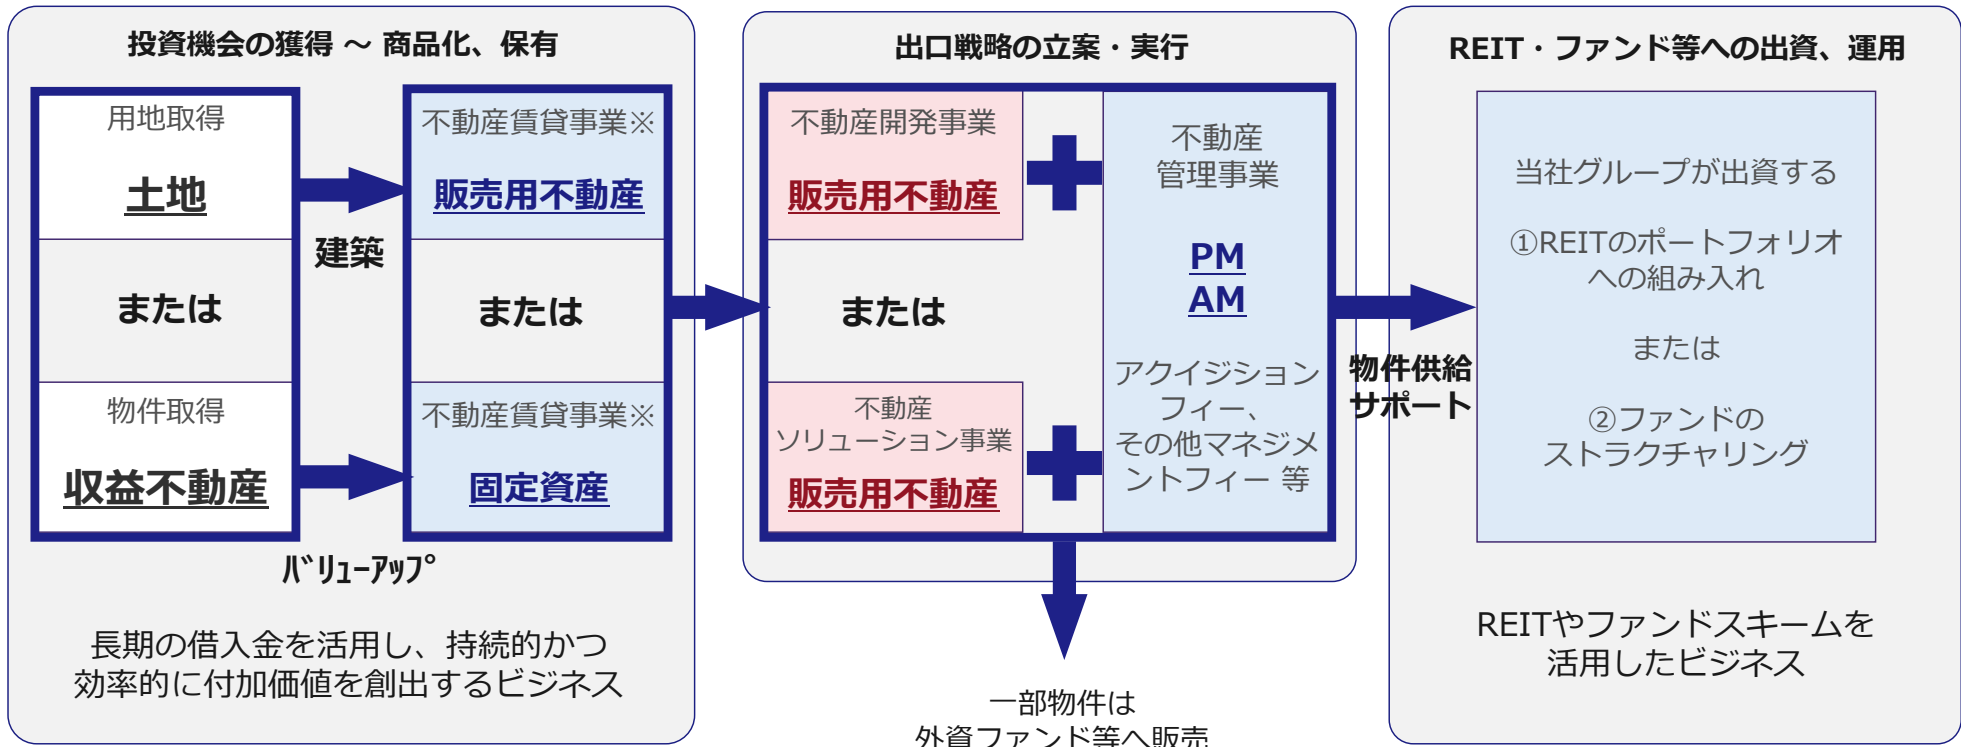 投資機会の獲得 ～ 商品化、保有
用地取得
土地
または
物件取得
収益不動産
建築
バリューアップ
不動産賃貸事業※
販売用不動産
または
不動産賃貸事業※
固定資産
長期の借入金を活用し、持続的かつ
効率的に付加価値を創出するビジネス
出口戦略の立案・実行
不動産開発事業
販売用不動産
または
不動産
ソリューション事業
販売用不動産
不動産
管理事業
PM
AM
アクイジション
フィー、
その他マネジメ
ントフィー 等
一部物件は
外資ファンド等へ販売
物件供給
サポート
REIT・ファンド等への出資、運用
当社グループが出資する
①REITのポートフォリオ
への組み入れ
または
②ファンドの
ストラクチャリング
REITやファンドスキームを
活用したビジネス